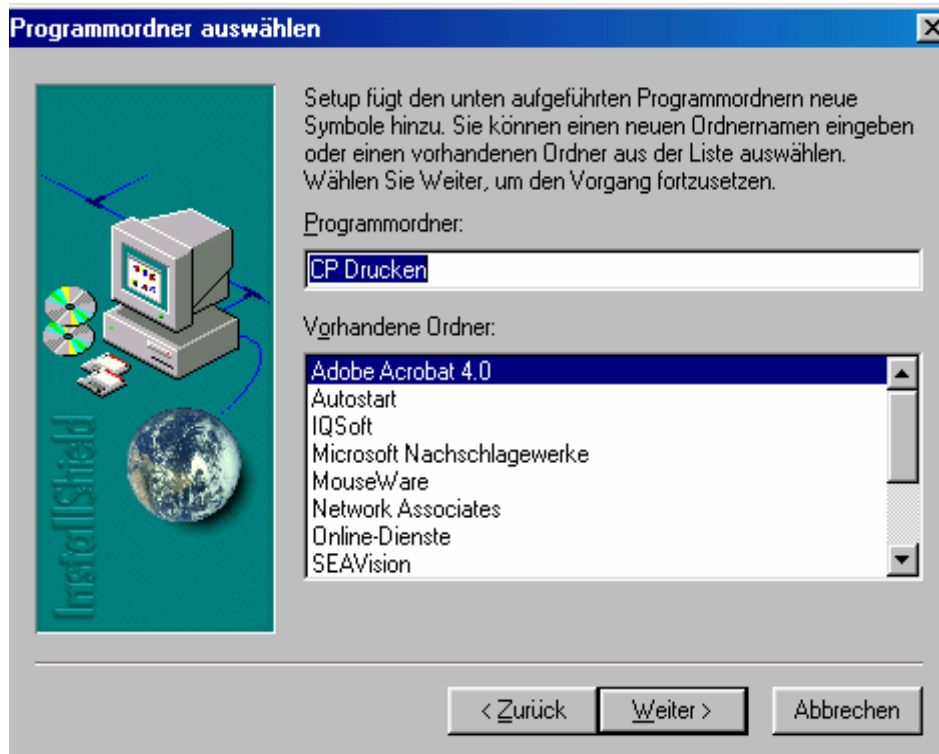 Programmordner auswählen
Setup fügt den unten aufgeführten Programmordnern neue
Symbole hinzu. Sie können einen neuen Ordnernamen eingeben
oder einen vorhandenen Ordner aus der Liste auswählen.
Wählen Sie Weiter, um den Vorgang fortzusetzen.
Programmordner:
CP Drucken
Vorhandene Ordner:
Adobe Acrobat 4.0
Autostart
IQSoft
Microsoft Nachschlagewerke
MouseWare
Network Associates
Online-Dienste
SEAVision
InstallShield
< Zurück
Weiter >
Abbrechen